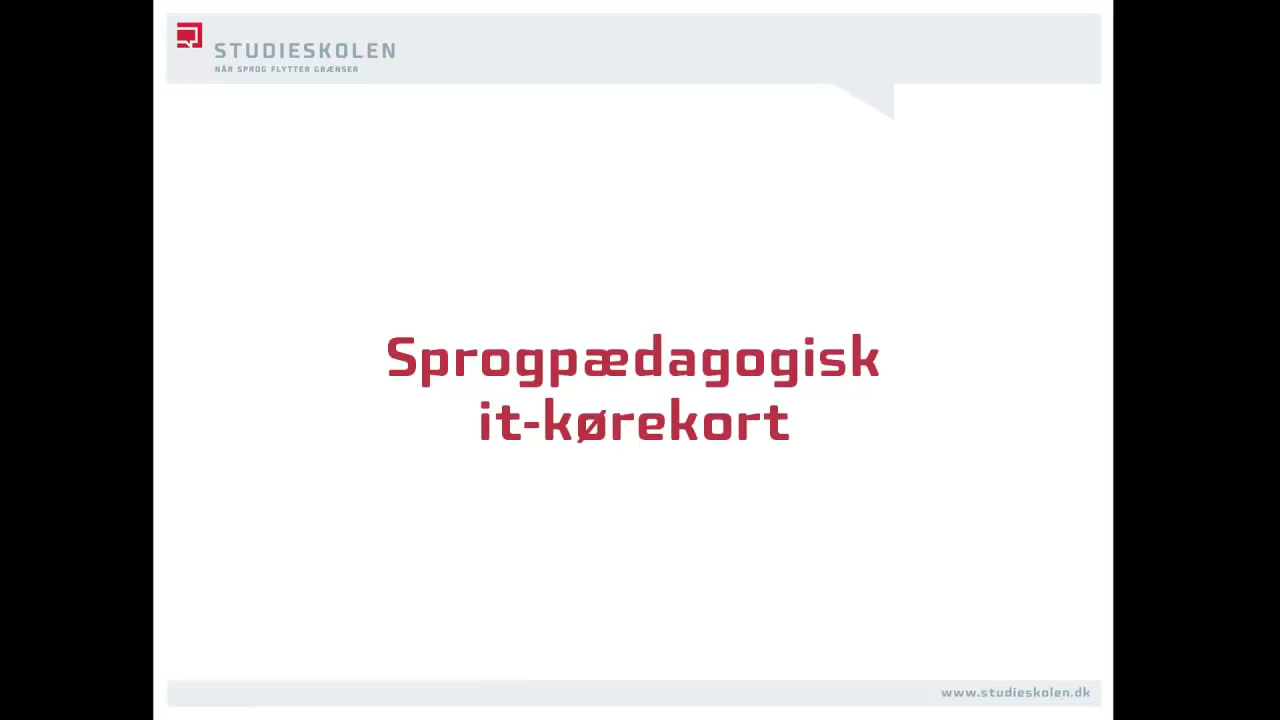 STUDIESKOLEN
NÅR SPROG FLYTTER GRÆNSER
Sprogpædagogisk
it-kørekort
www.studieskolen.dk